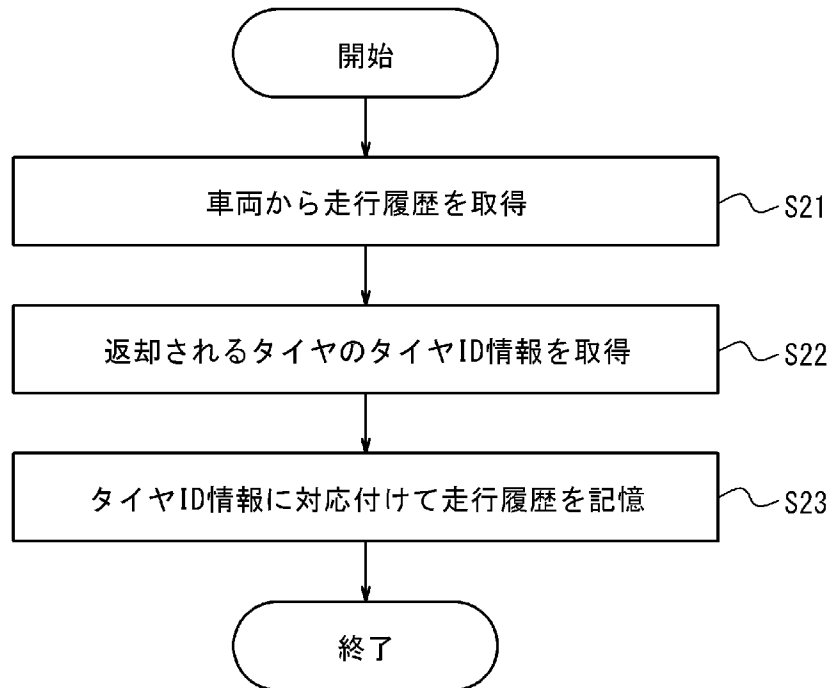 開始
車両から走行履歴を取得
S21
返却されるタイヤのタイヤID情報を取得
S22
タイヤID情報に対応付けて走行履歴を記憶
S23
終了